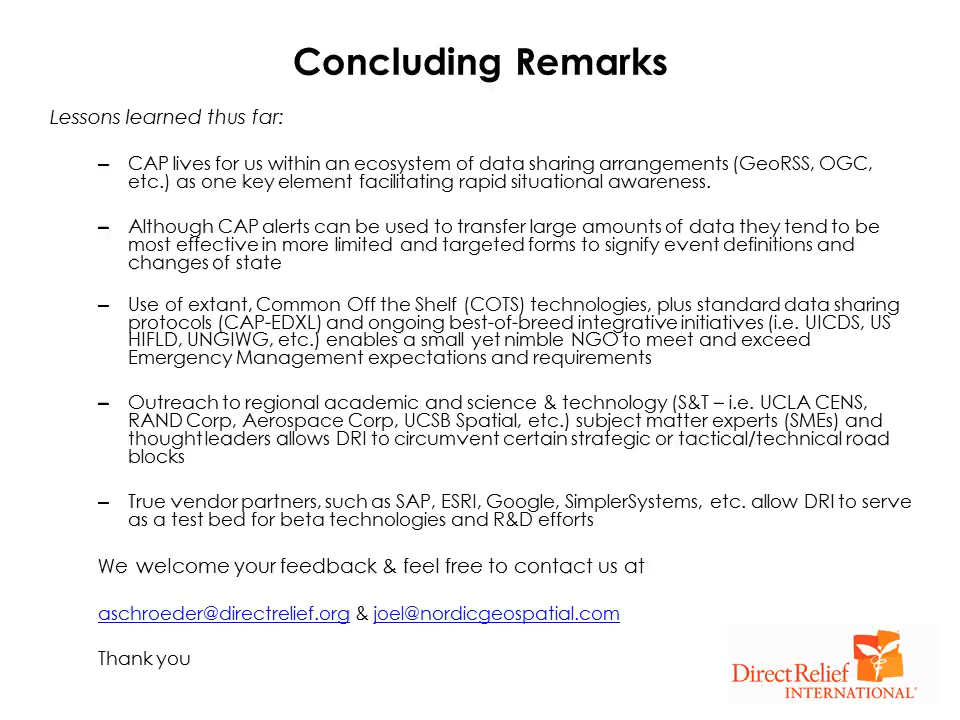 Concluding Remarks
Lessons learned thus far:
– CAP lives for us within an ecosystem of data sharing arrangements (GeoRSS, OGC,
etc.) as one key element facilitating rapid situational awareness.
– Although CAP alerts can be used to transfer large amounts of data they tend to be
most effective in more limited and targeted forms to signify event definitions and
changes of state
– Use of extant, Common Off the Shelf (COTS) technologies, plus standard data sharing
protocols (CAP-EDXL) and ongoing best-of-breed integrative initiatives (i.e. UICDS, US
HIFLD, UNGIWG, etc.) enables a small yet nimble NGO to meet and exceed
Emergency Management expectations and requirements
– Outreach to regional academic and science & technology (S&T – i.e. UCLA CENS,
RAND Corp, Aerospace Corp, UCSB Spatial, etc.) subject matter experts (SMEs) and
thought leaders allows DRI to circumvent certain strategic or tactical/technical road
blocks
– True vendor partners, such as SAP, ESRI, Google, SimplerSystems, etc. allow DRI to serve
as a test bed for beta technologies and R&D efforts
We welcome your feedback & feel free to contact us at
aschroeder@directrelief.org & joel@nordicgeospatial.com
Thank you
Direct Relief
INTERNATIONAL